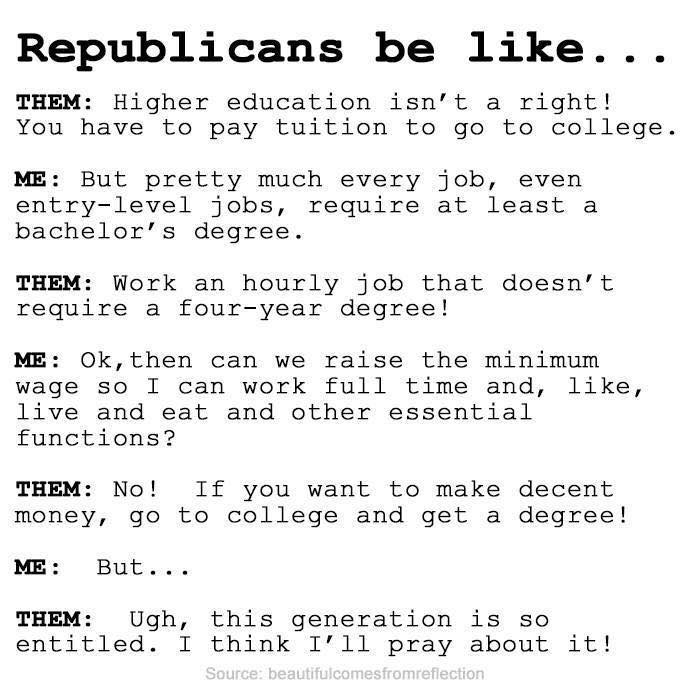 Republicans be like...
THEM: Higher education isn't a right!
You have to pay tuition to go to college.
ME: But pretty much every job, even
entry-level jobs, require at least a
bachelor's degree.
THEM: Work an hourly job that doesn't
require a four-year degree!
ME: Ok,then can we raise the minimum
wage so I can work full time and, like,
live and eat and other essential
functions?
THEM: No!  If you want to make decent
money, go to college and get a degree!
ME:  But...
THEM:  Ugh, this generation is so
entitled. I think I'll pray about it!
Source: beautifulcomesfromreflection